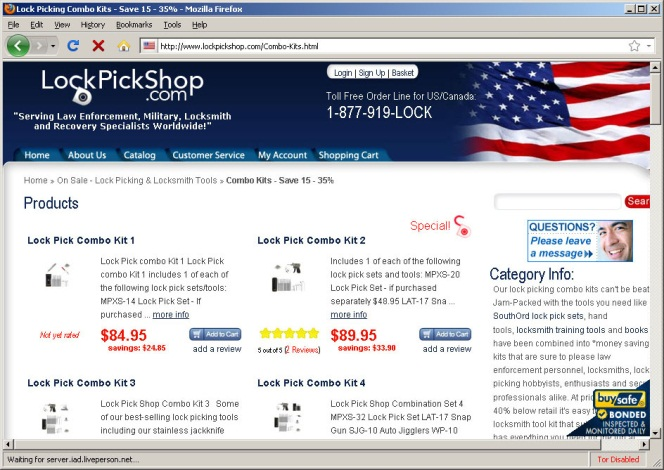 Lock Picking Combo Kits - Save 15 - 35% - Mozilla Firefox
File Edit View History Bookmarks Tools Help
http://www.lockpickshop.com/Combo-Kits.html
LockPickShop
.com
"Serving Law Enforcement, Military, Locksmith
and Recovery Specialists Worldwide!"
Login | Sign Up | Basket
Toll Free Order Line for US/Canada:
1-877-919-LOCK
Home About Us Catalog Customer Service My Account Shopping Cart
Home » On Sale - Lock Picking & Locksmith Tools » Combo Kits - Save 15 - 35%
Products
Special!
Lock Pick Combo Kit 1
Lock Pick combo Kit 1 Lock Pick
combo Kit 1 includes 1 of each of
the following lock pick sets/tools:
MPXS-14 Lock Pick Set - If
purchased ... more info
Not yet rated
$84.95
savings: $24.85
Add to Cart
add a review
Lock Pick Combo Kit 2
Includes 1 of each of the following
lock pick sets and tools: MPXS-20
Lock Pick Set - if purchased
separately $48.95 LAT-17 Sna ...
more info
5 out of 5 (2 Reviews)
$89.95
savings: $33.90
Add to Cart
add a review
Lock Pick Combo Kit 3
Lock Pick Shop Combo Kit 3 Some
of our best-selling lock picking tools
including our stainless jackknife
Lock Pick Combo Kit 4
Lock Pick Shop Combination Set 4
MPXS-32 Lock Pick Set LAT-17 Snap
Gun SJG-10 Auto Jigglers WP-10
Sear
QUESTIONS?
Please leave
a message
Category Info:
Our lock picking combo kits can't be beat
Jam-Packed with the tools you need like
SouthOrd lock pick sets, hand
tools, locksmith training tools and books
have been combined into "money saving
kits that are sure to please law
enforcement personnel, locksmiths, lock
picking hobbyists, enthusiasts and secu
professionals alike. At pric
40% below retail it's easy t
locksmith tool kit that su
has everything you need for the job at
buySAFE
BONDED
INSPECTED &
MONITORED DAILY
Waiting for server.iad.liveperson.net...
Tor Disabled